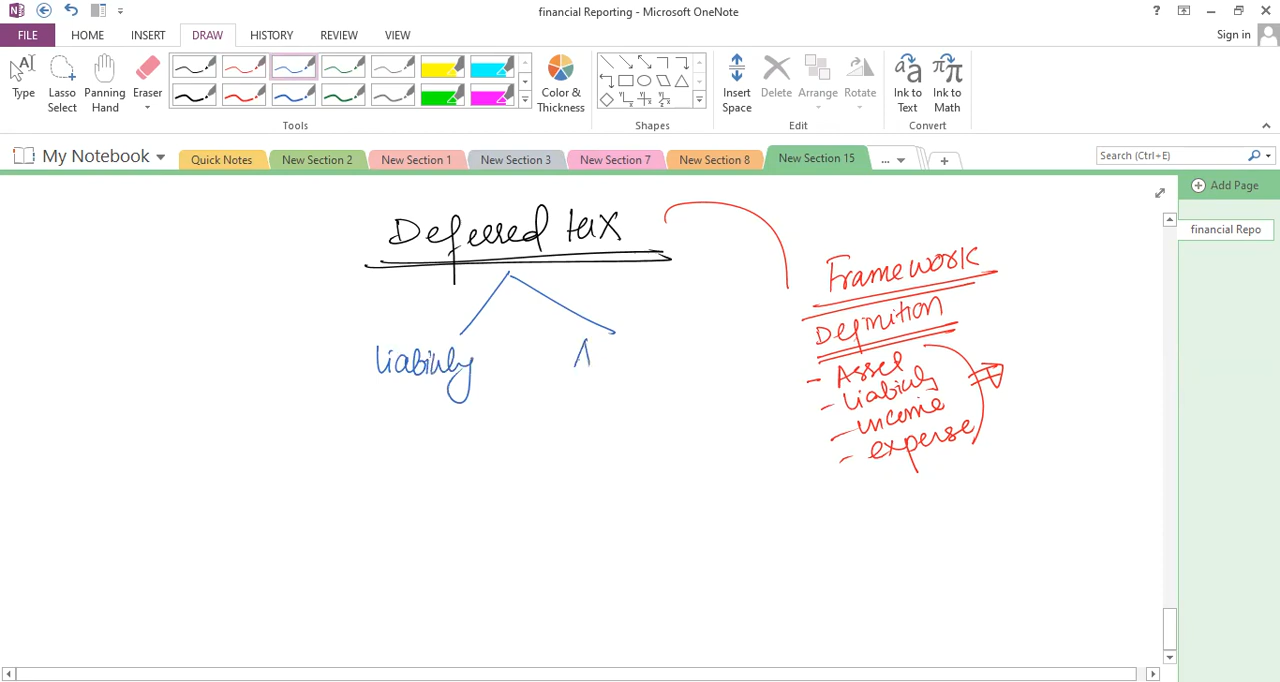 financial Reporting - Microsoft OneNote
? 
Sign in
FILE HOME INSERT DRAW HISTORY REVIEW VIEW
Type
Lasso Select
Panning Hand
Eraser
Color & Thickness
Insert Space
Delete
Arrange
Rotate
Ink to Text
Ink to Math
Tools
Shapes
Edit
Convert
My Notebook
Quick Notes
New Section 2
New Section 1
New Section 3
New Section 7
New Section 8
New Section 15
...
Search (Ctrl+E)
Add Page
financial Repo
Deferred tax
liability
A
Framework
Definition
- Asset
- liability
- income
- expense